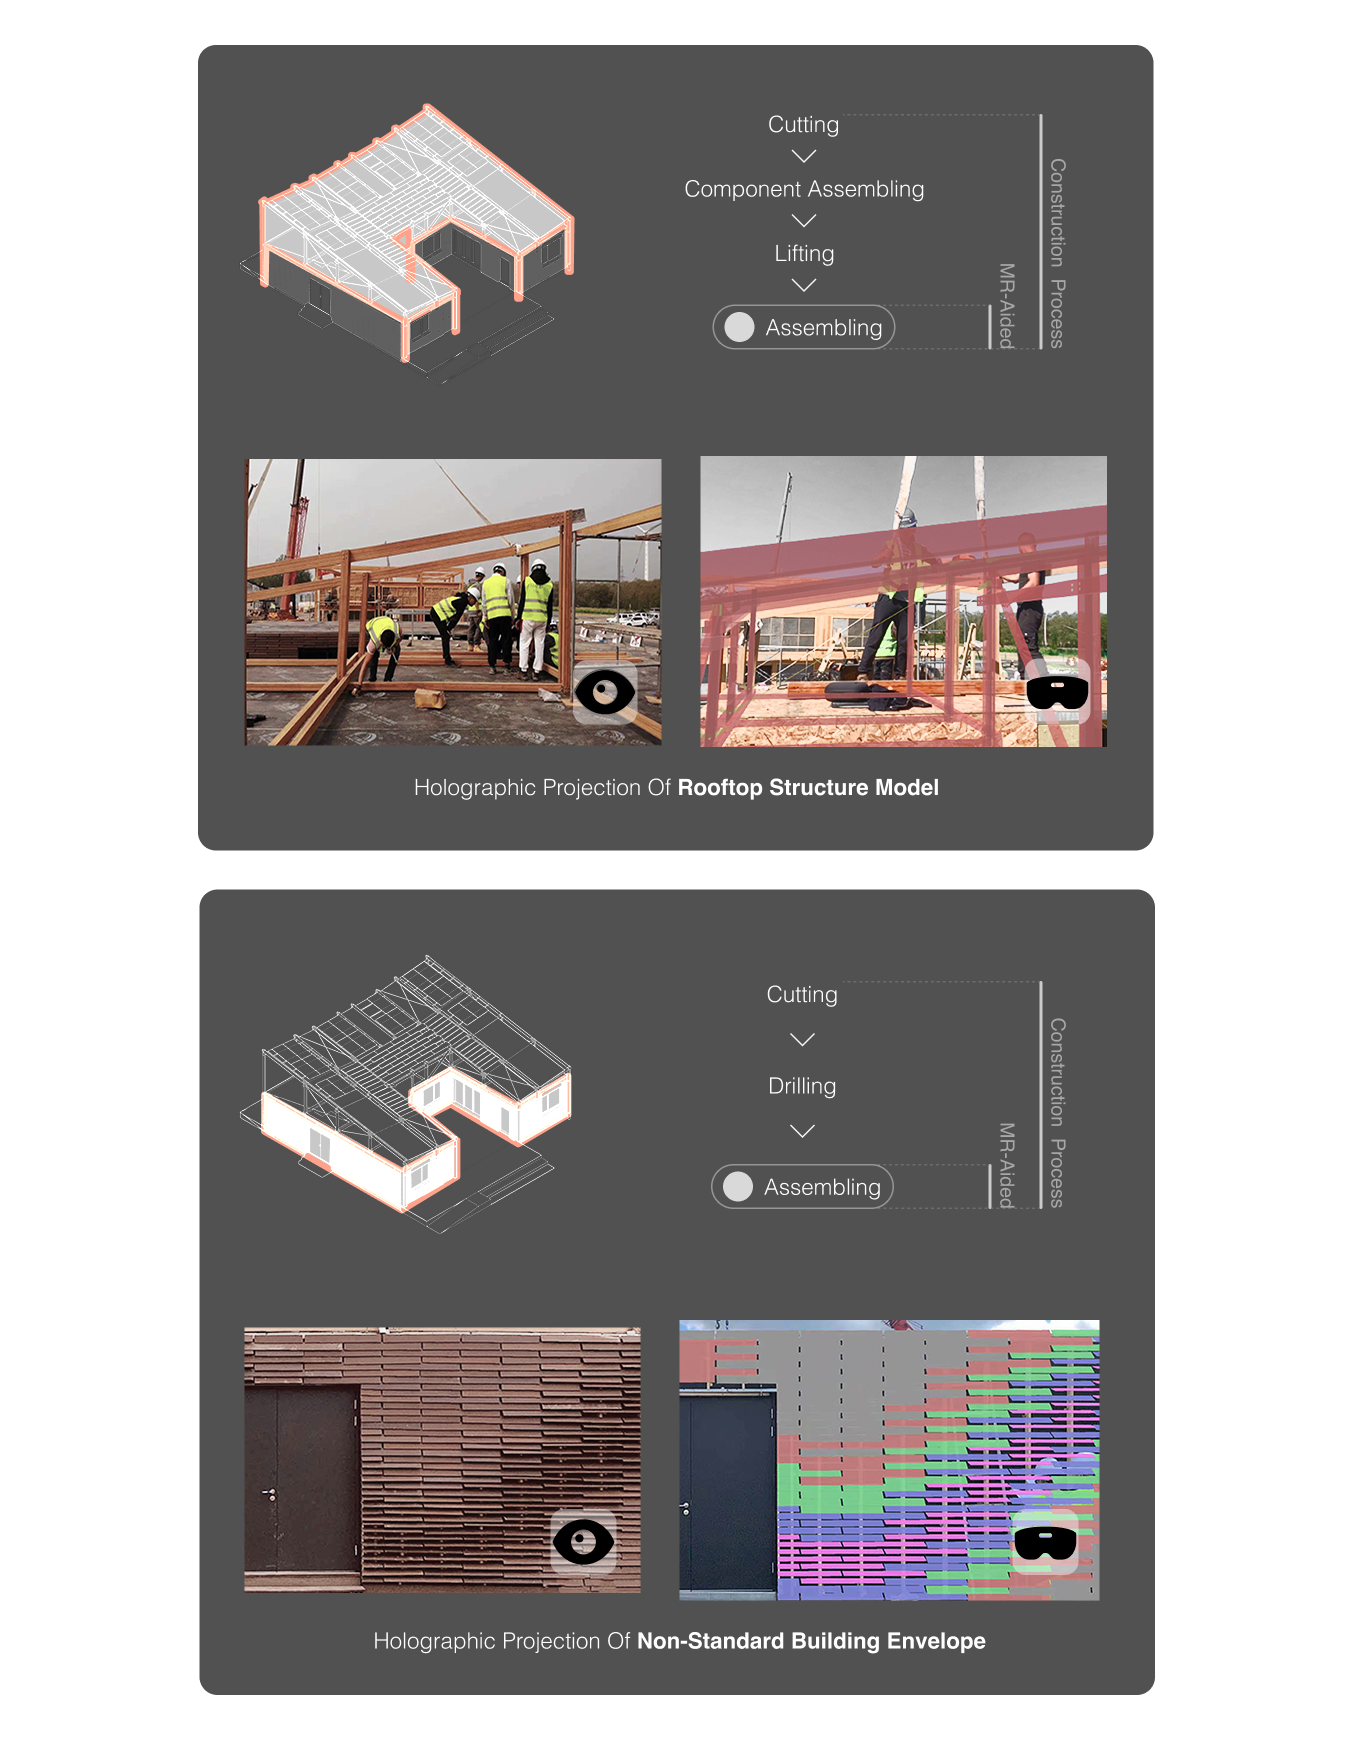 Cutting
Component Assembling
Lifting
Assembling
MR-Aided
Construction Process
Holographic Projection Of Rooftop Structure Model
Cutting
Drilling
Assembling
MR-Aided
Construction Process
Holographic Projection Of Non-Standard Building Envelope